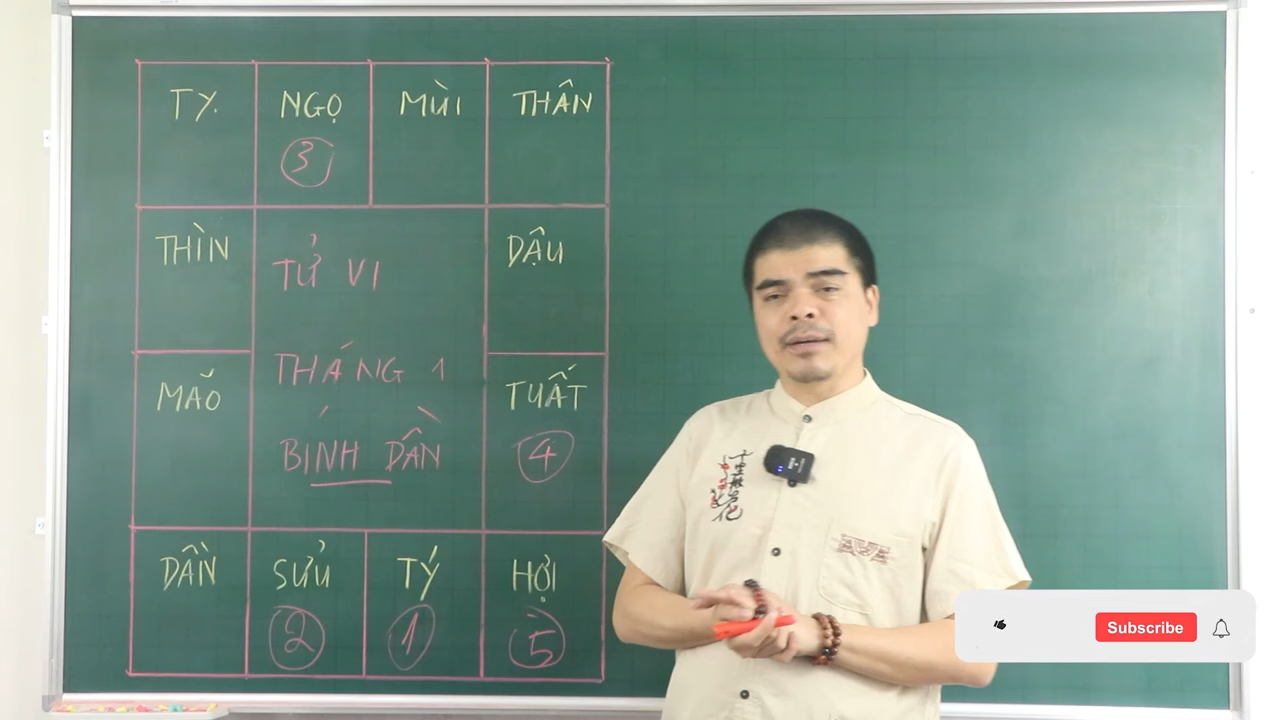 TỴ
NGỌ
MÙI
THÂN
3
THÌN
TỬ VI
DẬU
THÁNG 1
MÃO
TUẤT
BÍNH DẦN
4
DẦN
SỬU
TÝ
HỢI
2
1
5
Subscribe